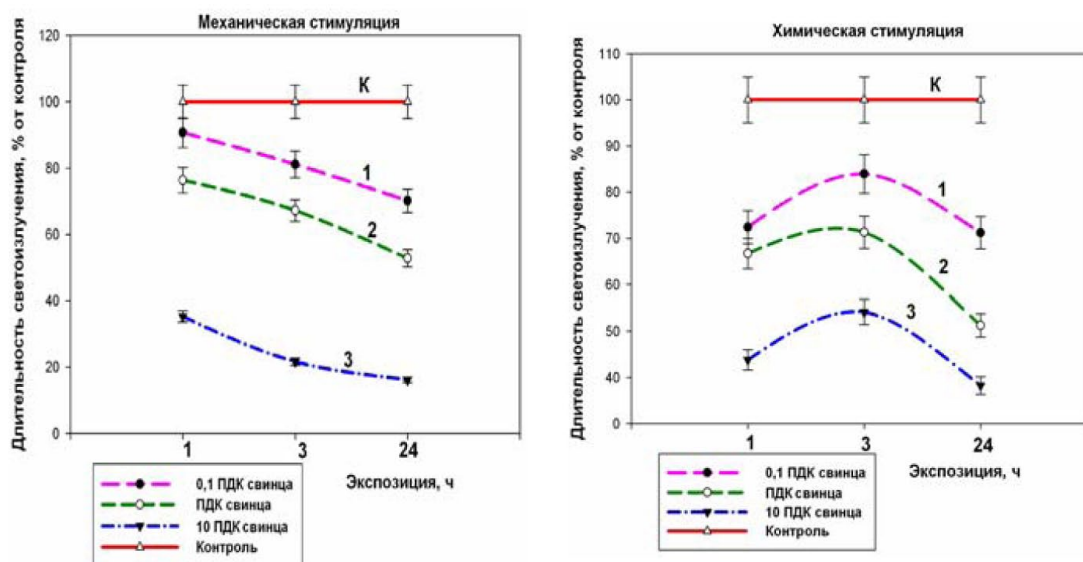 Механическая стимуляция
Длительность светоизлучения, % от контроля
120
100
80
60
40
20
0
К
1
2
3
1
3
24
Экспозиция, ч
0,1 ПДК свинца
ПДК свинца
10 ПДК свинца
Контроль
Химическая стимуляция
Длительность светоизлучения, % от контроля
110
100
90
80
70
60
50
40
0
К
1
2
3
1
3
24
Экспозиция, ч
0,1 ПДК свинца
ПДК свинца
10 ПДК свинца
Контроль